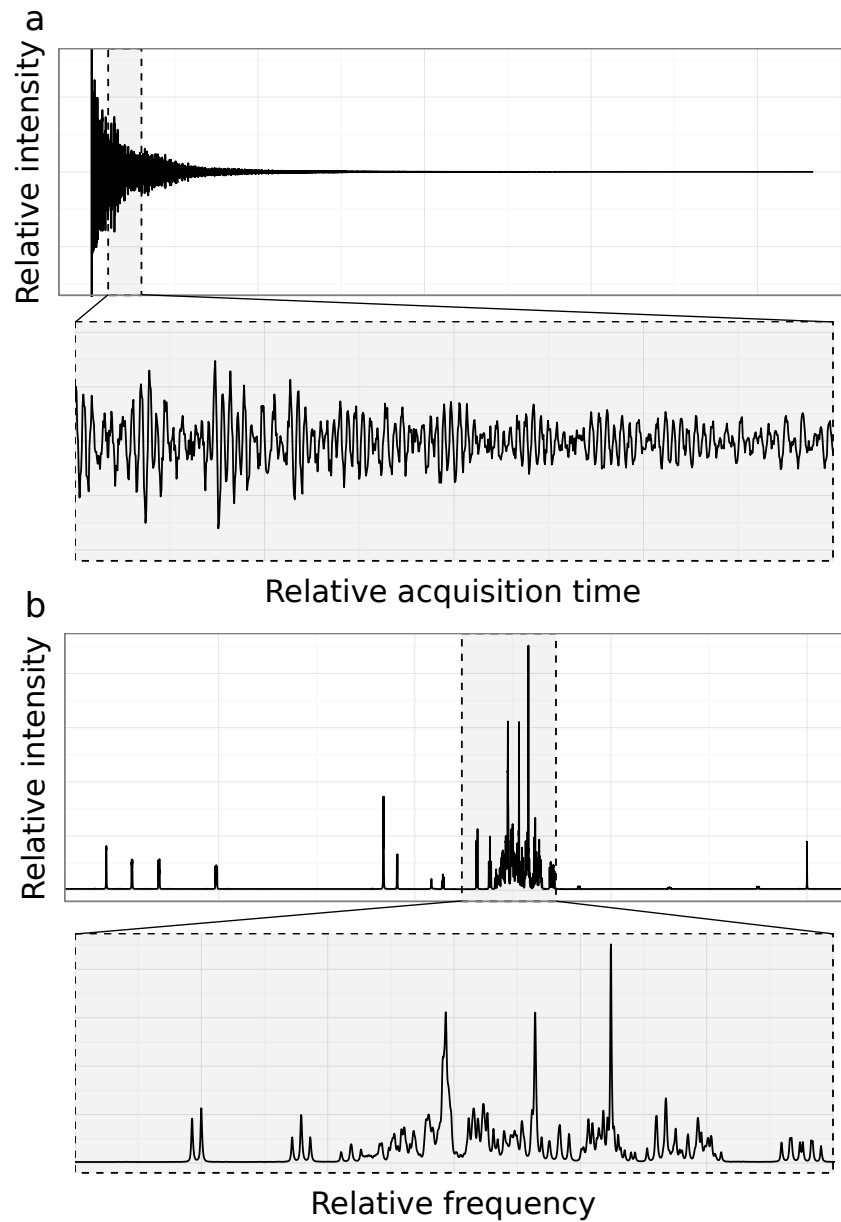 a
Relative intensity
Relative acquisition time
b
Relative intensity
Relative frequency